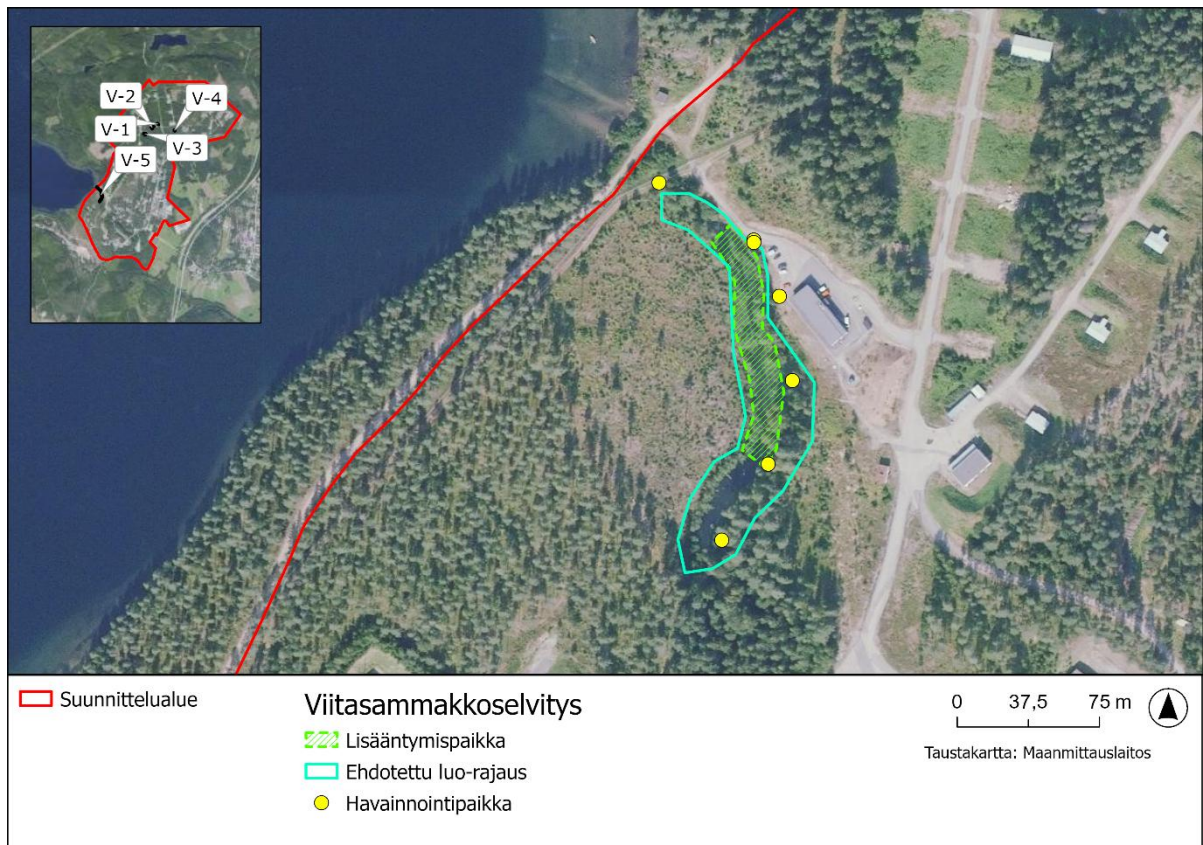 V-2
V-4
V-1
V-3
V-5
Suunnittelualue
Viitasammakkoselvitys
Lisääntymispaikka
Ehdotettu luo-rajaus
Havainnointipaikka
0 37,5 75 m
Taustakartta: Maanmittauslaitos